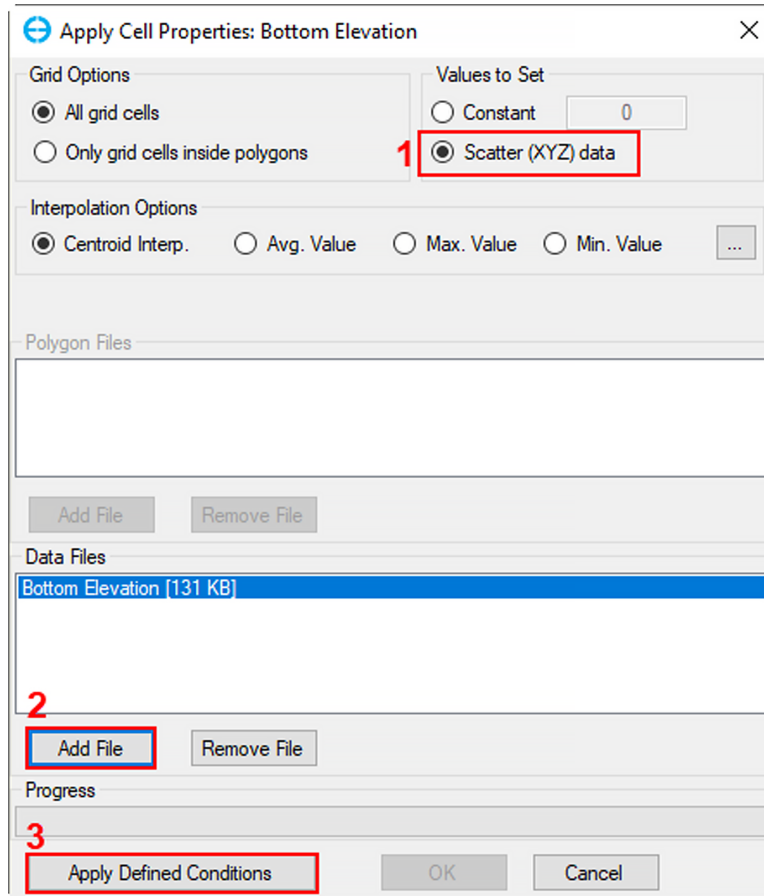 Apply Cell Properties: Bottom Elevation
Grid Options
All grid cells
Only grid cells inside polygons
Values to Set
Constant 0
1 Scatter (XYZ) data
Interpolation Options
Centroid Interp. Avg. Value Max. Value Min. Value ...
Polygon Files
Add File Remove File
Data Files
Bottom Elevation [131 KB]
2
Add File Remove File
Progress
3
Apply Defined Conditions OK Cancel